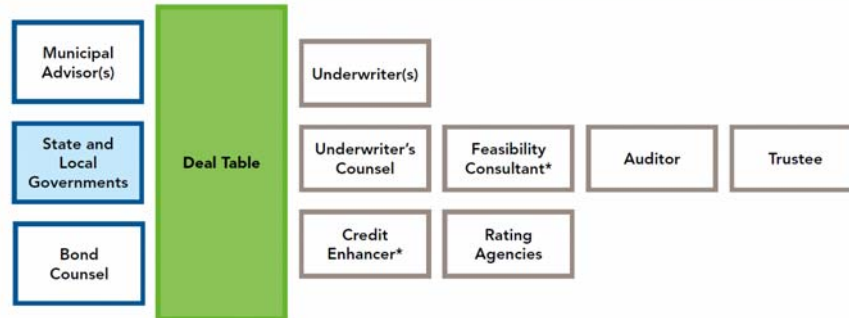 Municipal
Advisor(s)
State and
Local
Governments
Bond
Counsel
Deal Table
Underwriter(s)
Underwriter's
Counsel
Feasibility
Consultant*
Auditor
Trustee
Credit
Enhancer*
Rating
Agencies